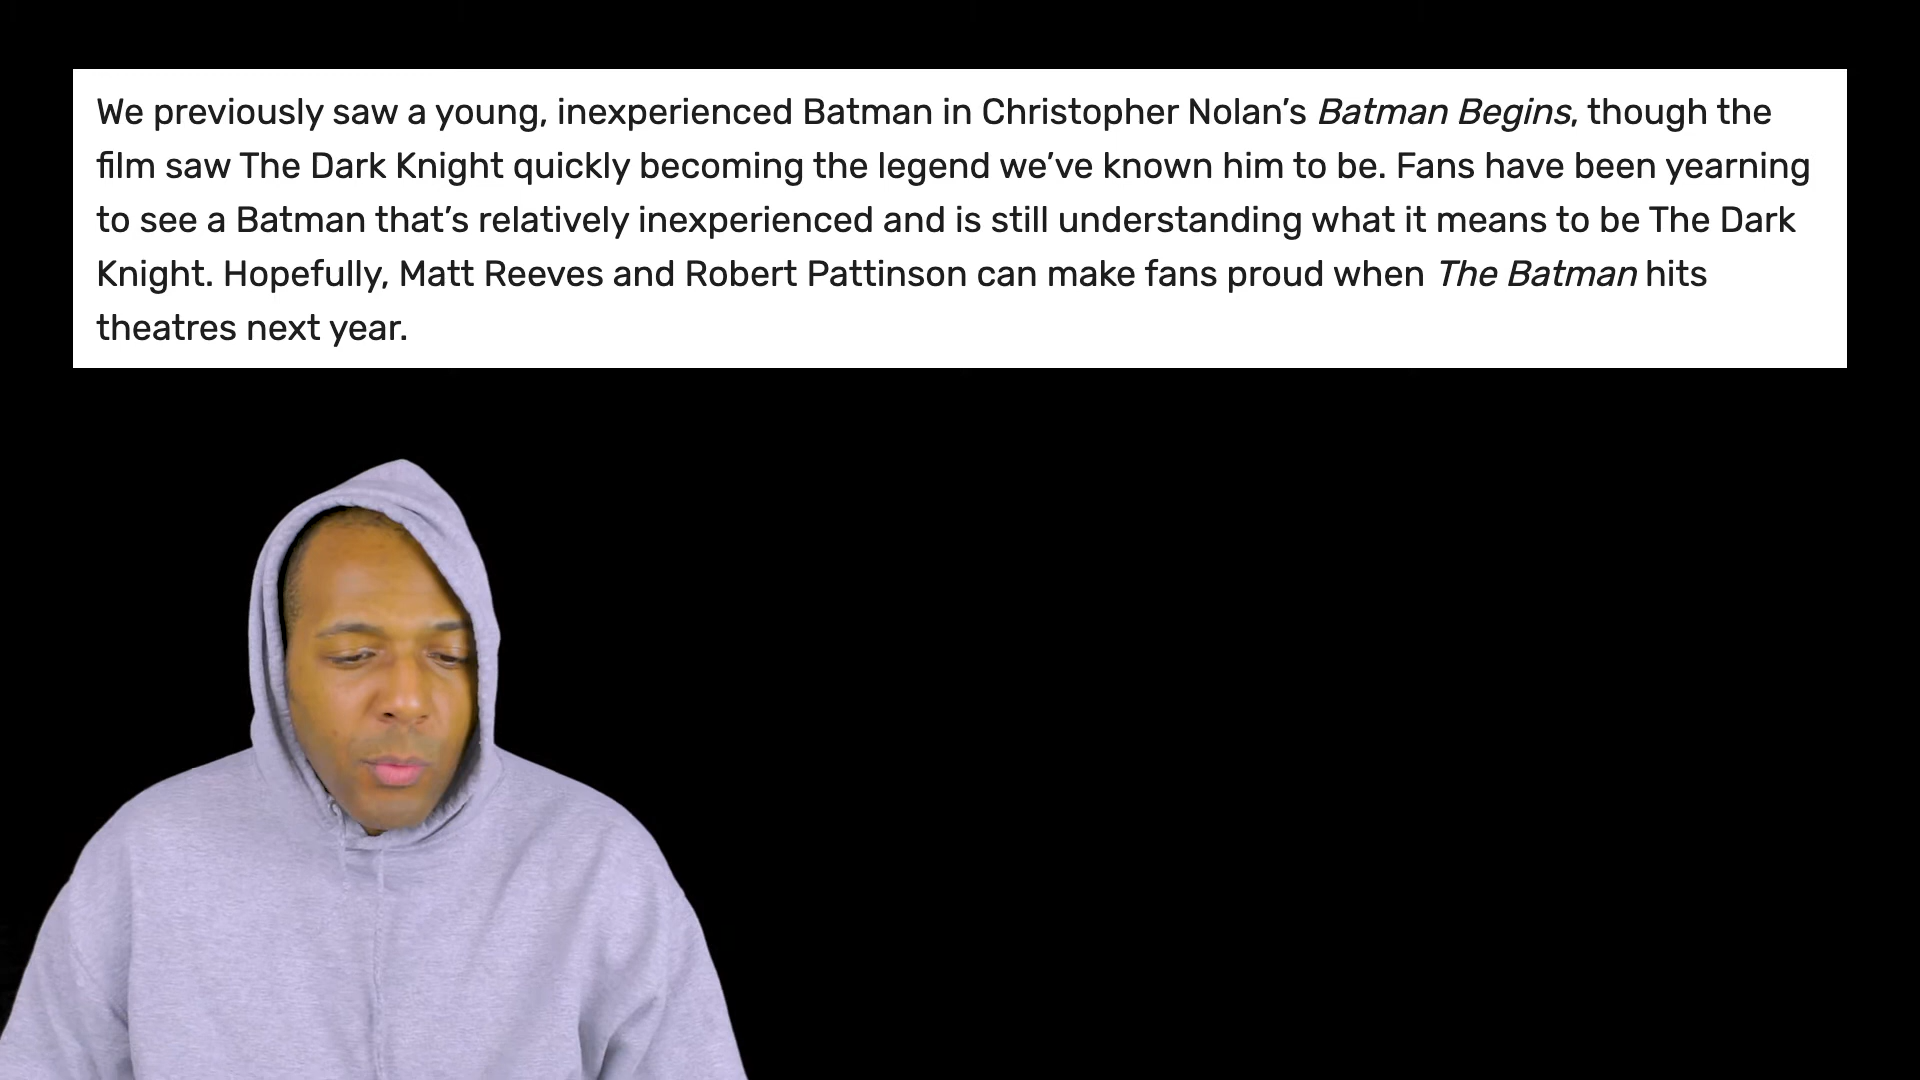 We previously saw a young, inexperienced Batman in Christopher Nolan’s Batman Begins, though the
film saw The Dark Knight quickly becoming the legend we’ve known him to be. Fans have been yearning
to see a Batman that’s relatively inexperienced and is still understanding what it means to be The Dark
Knight. Hopefully, Matt Reeves and Robert Pattinson can make fans proud when The Batman hits
theatres next year.